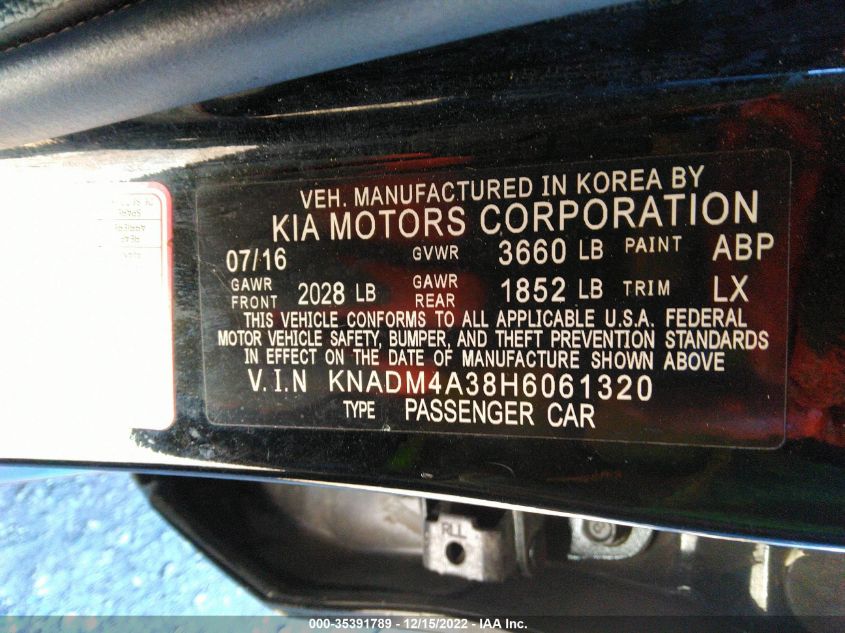 VEH. MANUFACTURED IN KOREA BY
KIA MOTORS CORPORATION
07/16 GVWR 3660 LB PAINT ABP
GAWR FRONT 2028 LB GAWR REAR 1852 LB TRIM LX
THIS VEHICLE CONFORMS TO ALL APPLICABLE U.S.A. FEDERAL
MOTOR VEHICLE SAFETY, BUMPER, AND THEFT PREVENTION STANDARDS
IN EFFECT ON THE DATE OF MANUFACTURE SHOWN ABOVE
V.I.N KNADM4A38H6061320
TYPE PASSENGER CAR
RLL
000-35391789 - 12/15/2022 - IAA Inc.